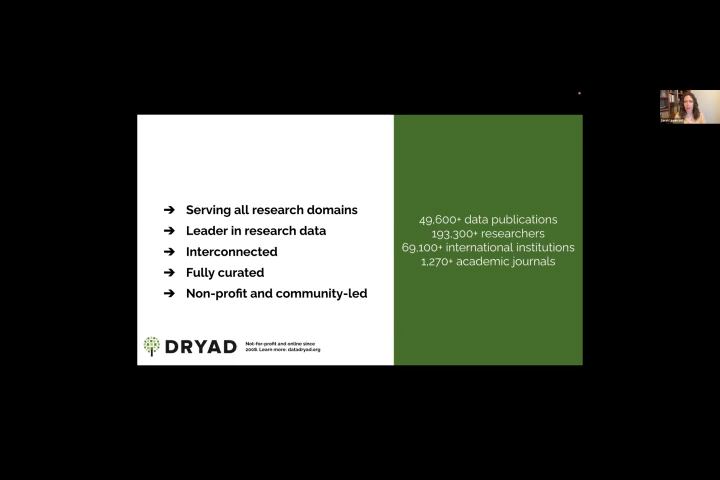 ➔ Serving all research domains
➔ Leader in research data
➔ Interconnected
➔ Fully curated
➔ Non-profit and community-led
DRYAD
Not-for-profit and online since
2008. Learn more: datadryad.org
49,600+ data publications
193,300+ researchers
69,100+ international institutions
1,270+ academic journals